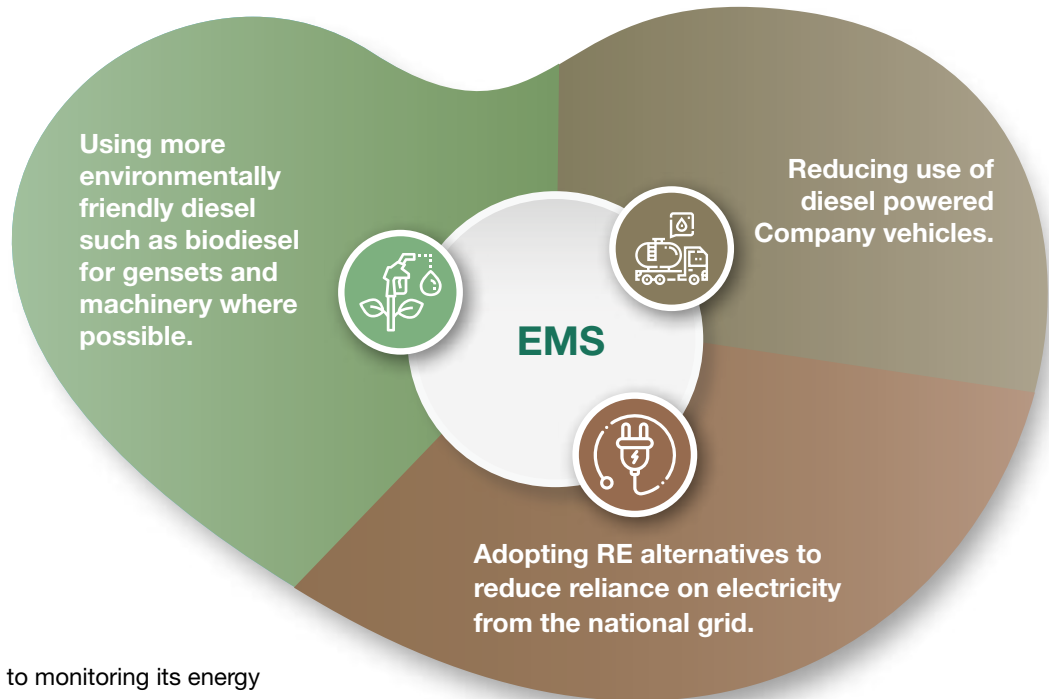 Using more
environmentally
friendly diesel
such as biodiesel
for gensets and
machinery where
possible.
Reducing use of
diesel powered
Company vehicles.
EMS
Adopting RE alternatives to
reduce reliance on electricity
from the national grid.
to monitoring its energy